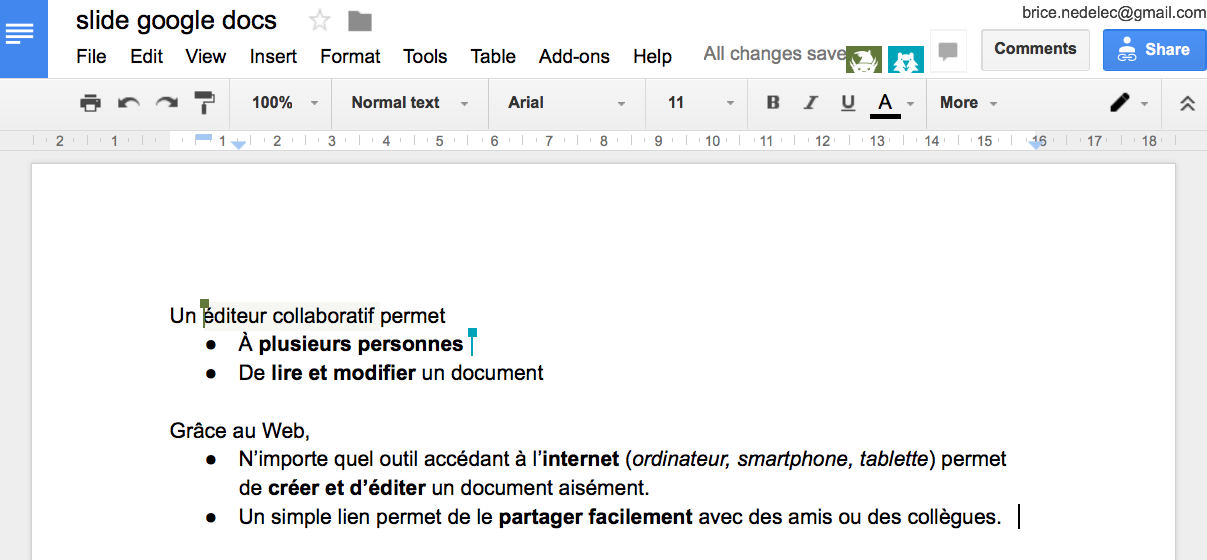 slide google docs
brice.nedelec@gmail.com
File Edit View Insert Format Tools Table Add-ons Help All changes save
Comments Share
100% Normal text Arial 11 B I U A More
2 1 1 2 3 4 5 6 7 8 9 10 11 12 13 14 15 16 17 18
Un éditeur collaboratif permet
● À plusieurs personnes
● De lire et modifier un document
Grâce au Web,
● N’importe quel outil accédant à l’internet (ordinateur, smartphone, tablette) permet
de créer et d’éditer un document aisément.
● Un simple lien permet de le partager facilement avec des amis ou des collègues.